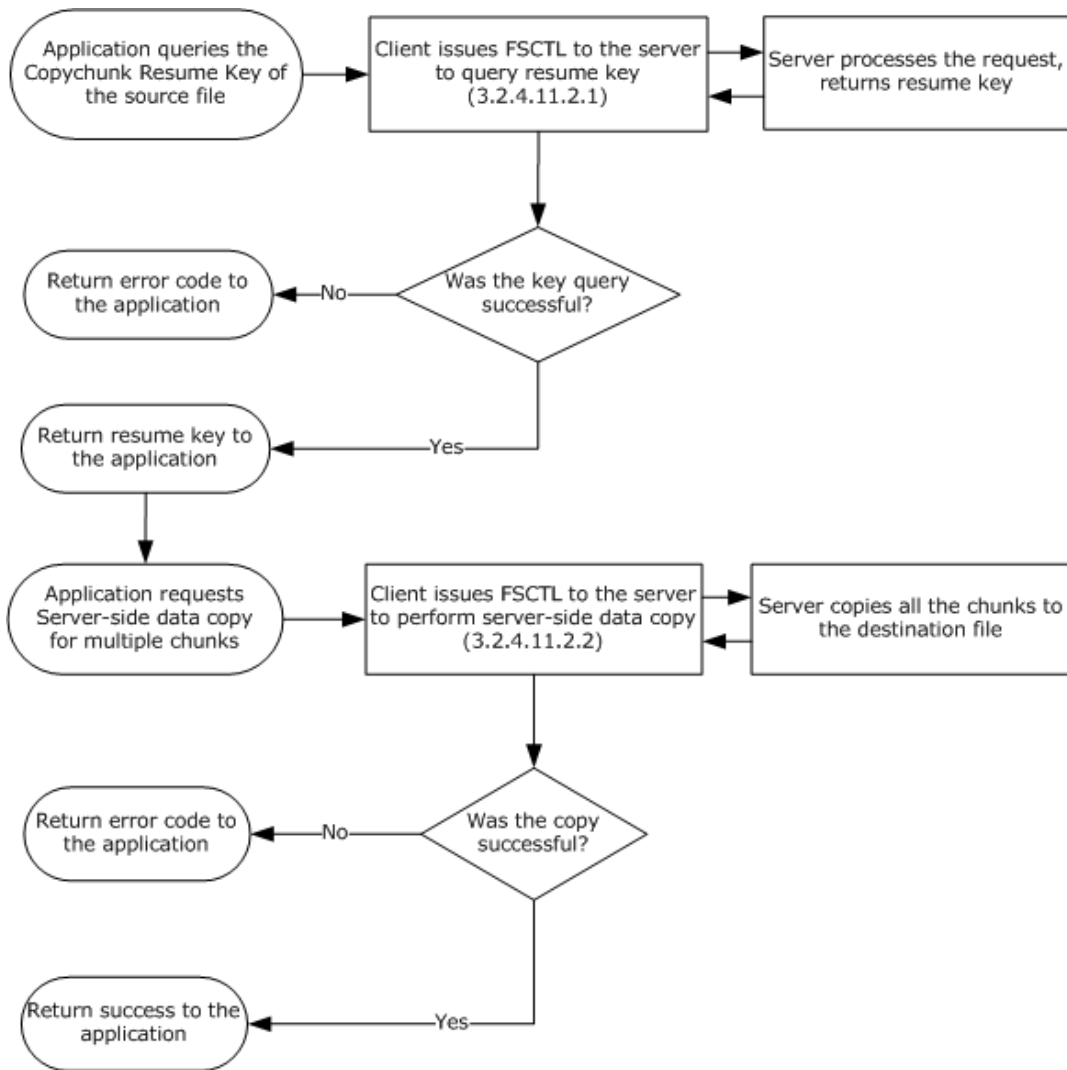 Application queries the
Copychunk Resume Key of
the source file
Client issues FSCTL to the server
to query resume key
(3.2.4.11.2.1)
Server processes the request,
returns resume key
Was the key query
successful?
No
Return error code to
the application
Yes
Return resume key to
the application
Application requests
Server-side data copy
for multiple chunks
Client issues FSCTL to the server
to perform server-side data copy
(3.2.4.11.2.2)
Server copies all the chunks to
the destination file
Was the copy
successful?
No
Return error code to
the application
Yes
Return success to the
application